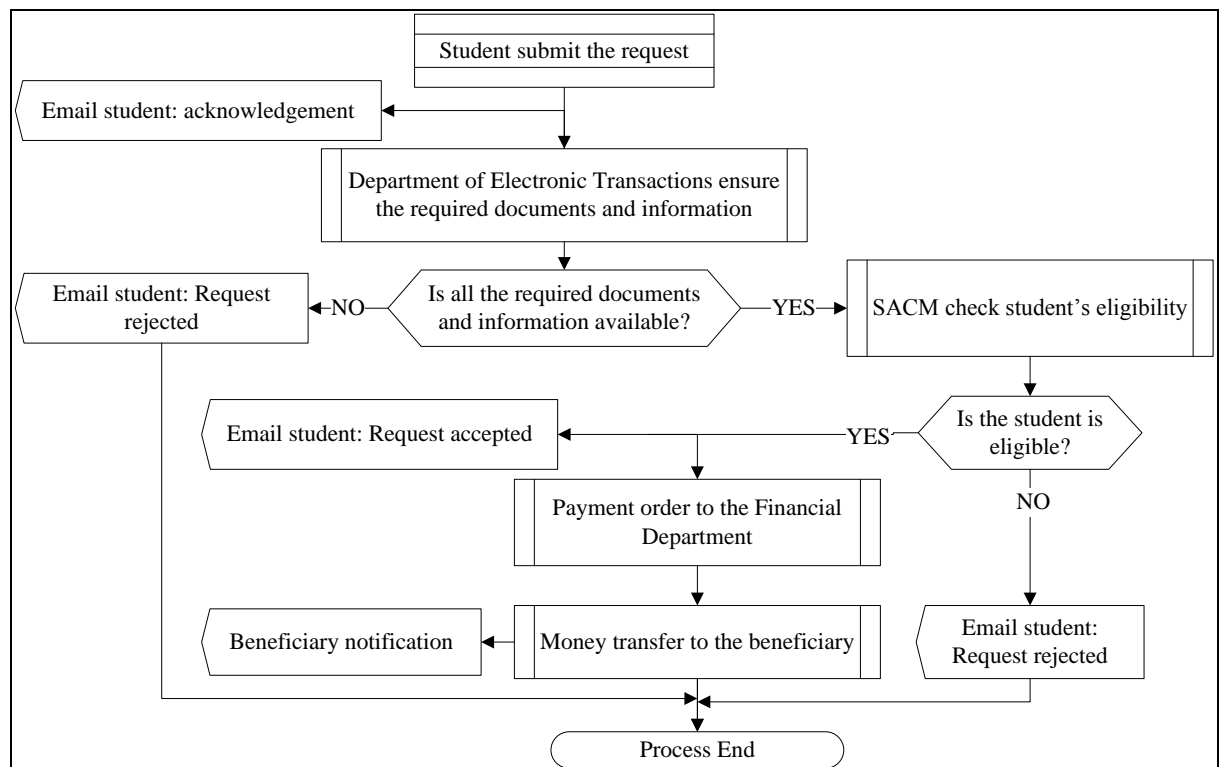 Student submit the request
Email student: acknowledgement
Department of Electronic Transactions ensure
the required documents and information
Email student: Request
rejected
NO
Is all the required documents
and information available?
YES
SACM check student's eligibility
Email student: Request accepted
YES
Is the student is
eligible?
Payment order to the Financial
Department
NO
Beneficiary notification
Money transfer to the beneficiary
Email student:
Request rejected
Process End